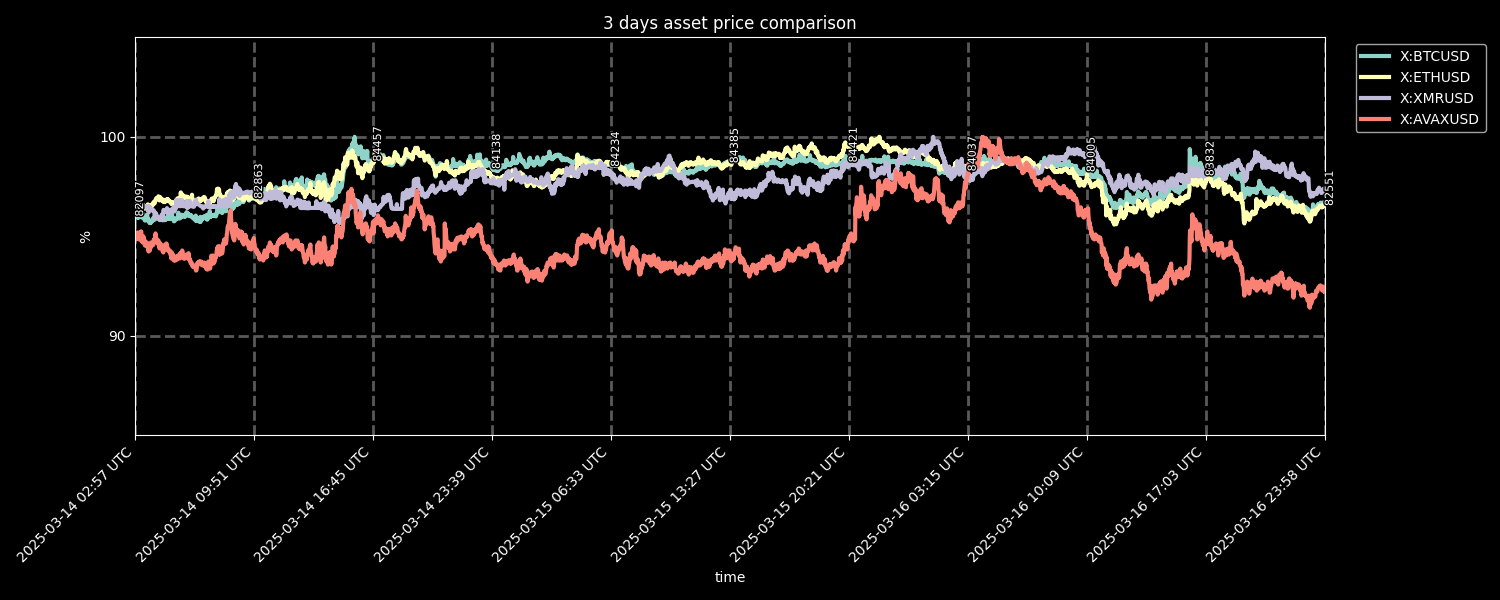 3 days asset price comparison
X:BTCUSD
X:ETHUSD
X:XMRUSD
X:AVAXUSD
100
90
%
82097
82863
84457
84138
84234
84385
84421
84037
84005
83832
82551
2025-03-14 02:57 UTC
2025-03-14 09:51 UTC
2025-03-14 16:45 UTC
2025-03-14 23:39 UTC
2025-03-15 06:33 UTC
2025-03-15 13:27 UTC
2025-03-15 20:21 UTC
2025-03-16 03:15 UTC
2025-03-16 10:09 UTC
2025-03-16 17:03 UTC
2025-03-16 23:58 UTC
time